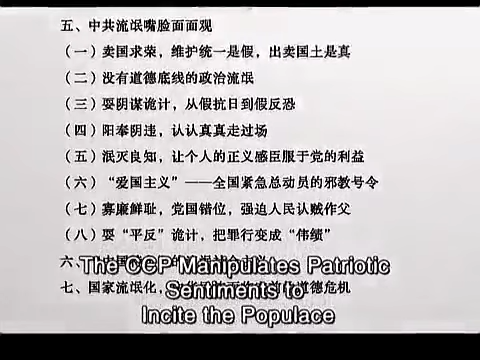 五、中共流氓嘴脸面面观
（一）卖国求荣，维护统一是假，出卖国土是真
（二）没有道德底线的政治流氓
（三）耍阴谋诡计，从假抗日到假反恐
（四）阳奉阴违，认认真真走过场
（五）泯灭良知，让个人的正义感臣服于党的利益
（六）“爱国主义”——全国紧急总动员的邪教号令
（七）寡廉鲜耻，党国错位，强迫人民认贼作父
（八）耍“平反”诡计，把罪行变成“伟绩”
六、
The CCP Manipulates Patriotic
七、国家流氓化，
道德危机
Sentiments to
Incite the Populace